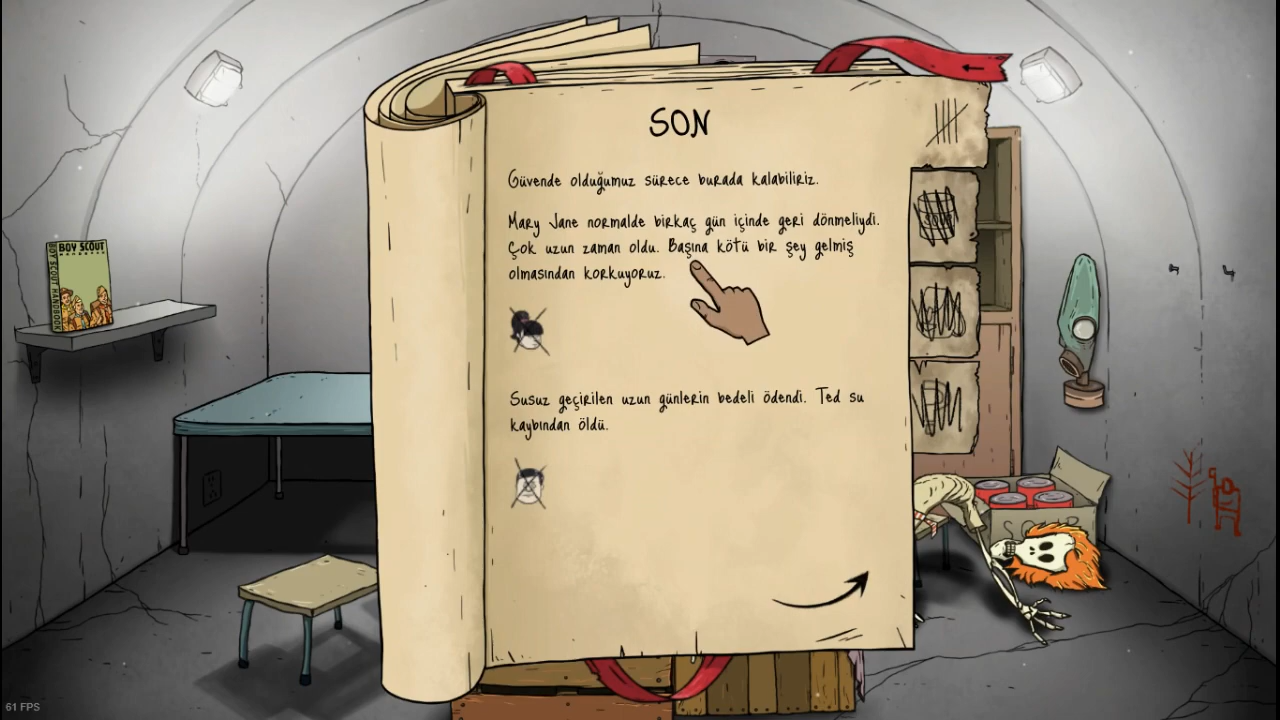 SON
Güvende olduğumuz sürece burada kalabiliriz.
Mary Jane normalde birkaç gün içinde geri dönmeliydi.
Çok uzun zaman oldu. Başına kötü bir şey gelmiş
olmasından korkuyoruz.
Susuz geçirilen uzun günlerin bedeli ödendi. Ted su
kaybından öldü.
BOY SCOUT
BOY SCOUT HANDBOOK
SOUP
61 FPS